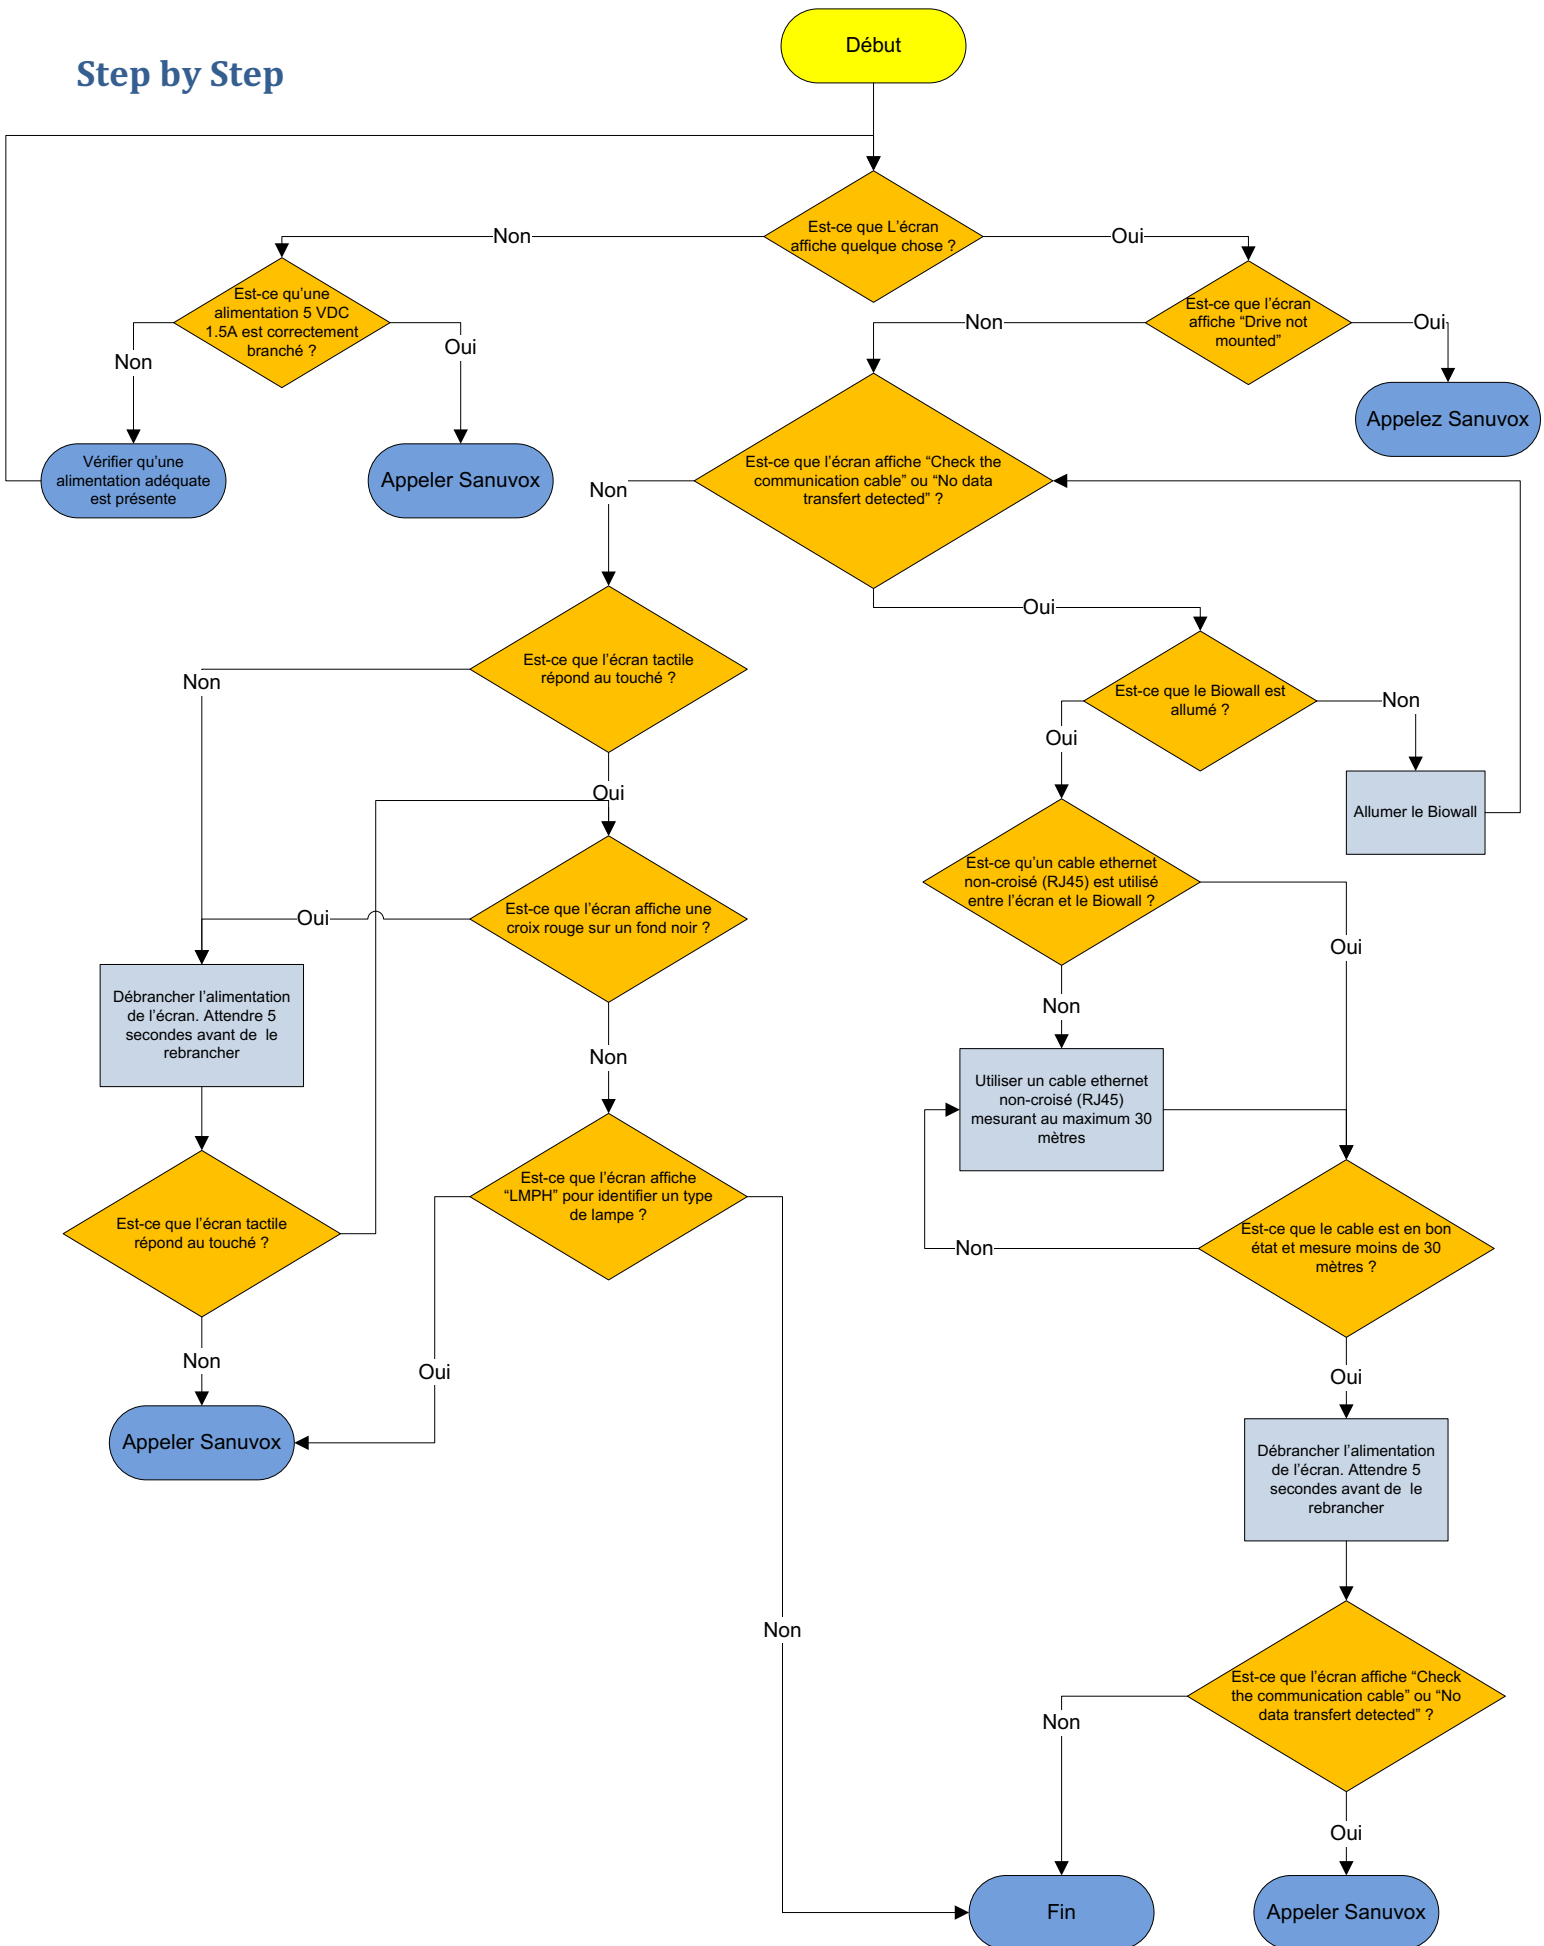 Step by Step
Début
Est-ce que L'écran
affiche quelque chose ?
Non
Oui
Est-ce qu'une
alimentation 5 VDC
1.5A est correctement
branché ?
Est-ce que l'écran
affiche “Drive not
mounted”
Non
Oui
Non
Oui
Appelez Sanuvox
Vérifier qu'une
alimentation adéquate
est présente
Appeler Sanuvox
Est-ce que l'écran affiche “Check the
communication cable” ou “No data
transfert detected” ?
Non
Oui
Est-ce que l'écran tactile
répond au touché ?
Non
Oui
Est-ce que le Biowall est
allumé ?
Non
Oui
Allumer le Biowall
Est-ce qu'un cable ethernet
non-croisé (RJ45) est utilisé
entre l'écran et le Biowall ?
Oui
Non
Est-ce que l'écran affiche une
croix rouge sur un fond noir ?
Oui
Non
Débrancher l'alimentation
de l'écran. Attendre 5
secondes avant de  le
rebrancher
Utiliser un cable ethernet
non-croisé (RJ45)
mesurant au maximum 30
mètres
Est-ce que l'écran affiche
“LMPH” pour identifier un type
de lampe ?
Est-ce que l'écran tactile
répond au touché ?
Est-ce que le cable est en bon
état et mesure moins de 30
mètres ?
Non
Non
Oui
Oui
Appeler Sanuvox
Débrancher l'alimentation
de l'écran. Attendre 5
secondes avant de  le
rebrancher
Non
Est-ce que l'écran affiche “Check
the communication cable” ou “No
data transfert detected” ?
Non
Oui
Fin
Appeler Sanuvox